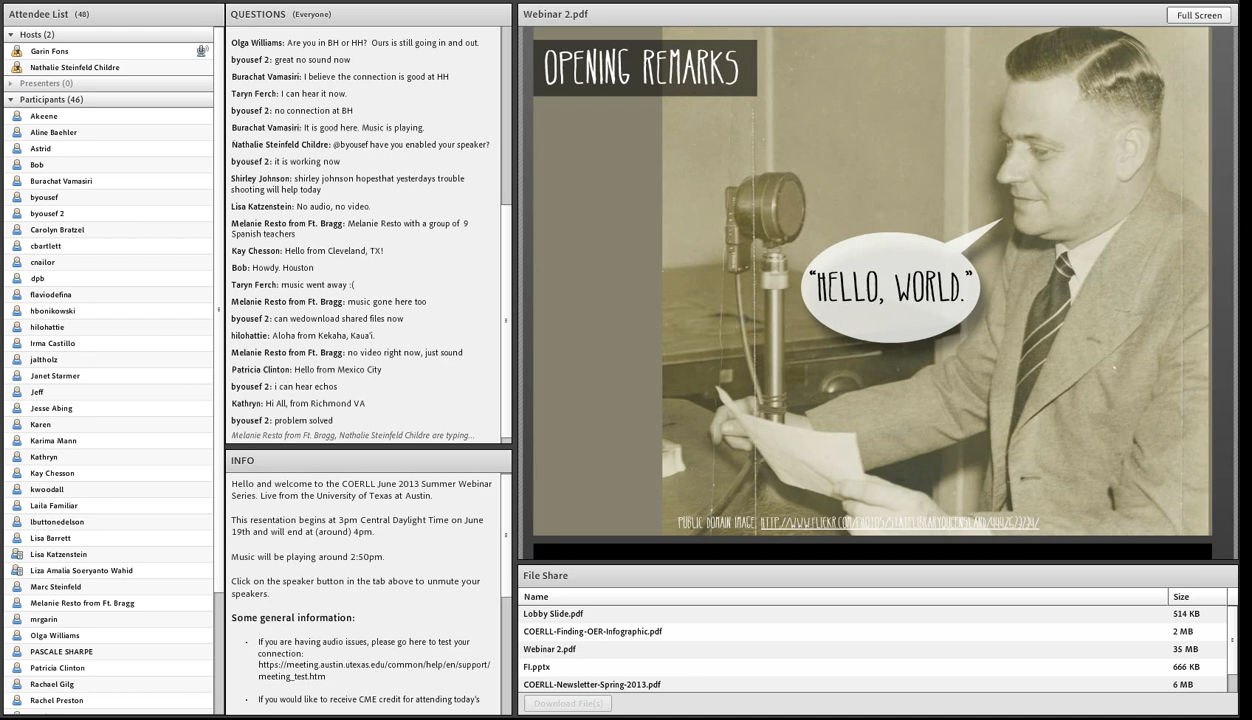 Attendee List (48)
Hosts (2)
Garin Fons
Nathalie Steinfeld Childre
Presenters (0)
Participants (46)
Akeene
Aline Baehler
Astrid
Bob
Burachat Vamasiri
byousef
byousef 2
Carolyn Bratzel
cbartlett
cnailor
dpb
flaviodefina
hbonikowski
hilohattie
Irma Castillo
jaltholz
Janet Starmer
Jeff
Jesse Abing
Karen
Karima Mann
Kathryn
Kay Chesson
kwoodall
Laila Familiar
lbuttonedelson
Lisa Barrett
Lisa Katzenstein
Liza Amalia Soeryanto Wahid
Marc Steinfeld
Melanie Resto from Ft. Bragg
mrgarin
Olga Williams
PASCALE SHARPE
Patricia Clinton
Rachael Gilg
Rachel Preston
QUESTIONS (Everyone)
Olga Williams: Are you in BH or HH? Ours is still going in and out.
byousef 2: great no sound now
Burachat Vamasiri: I believe the connection is good at HH
Taryn Ferch: I can hear it now.
byousef 2: no connection at BH
Burachat Vamasiri: It is good here. Music is playing.
Nathalie Steinfeld Childre: @byousef have you enabled your speaker?
byousef 2: it is working now
Shirley Johnson: shirley johnson hopesthat yesterdays trouble
shooting will help today
Lisa Katzenstein: No audio, no video.
Melanie Resto from Ft. Bragg: Melanie Resto with a group of 9
Spanish teachers
Kay Chesson: Hello from Cleveland, TX!
Bob: Howdy. Houston
Taryn Ferch: music went away :(
Melanie Resto from Ft. Bragg: music gone here too
byousef 2: can wedownload shared files now
hilohattie: Aloha from Kekaha, Kaua'i.
Melanie Resto from Ft. Bragg: no video right now, just sound
Patricia Clinton: Hello from Mexico City
byousef 2: i can hear echos
Kathryn: Hi All, from Richmond VA
byousef 2: problem solved
Melanie Resto from Ft. Bragg, Nathalie Steinfeld Childre are typing...
INFO
Hello and welcome to the COERLL June 2013 Summer Webinar
Series. Live from the University of Texas at Austin.
This resentation begins at 3pm Central Daylight Time on June
19th and will end at (around) 4pm.
Music will be playing around 2:50pm.
Click on the speaker button in the tab above to unmute your
speakers.
Some general information:
• If you are having audio issues, please go here to test your
connection:
https://meeting.austin.utexas.edu/common/help/en/support/
meeting_test.htm
• If you would like to receive CME credit for attending today's
Webinar 2.pdf
Full Screen
OPENING REMARKS
"HELLO, WORLD."
PUBLIC DOMAIN IMAGE:
File Share
Name Size
Lobby Slide.pdf 514 KB
COERLL-Finding-OER-Infographic.pdf 2 MB
Webinar 2.pdf 35 MB
FI.pptx 666 KB
COERLL-Newsletter-Spring-2013.pdf 6 MB
Download File(s)